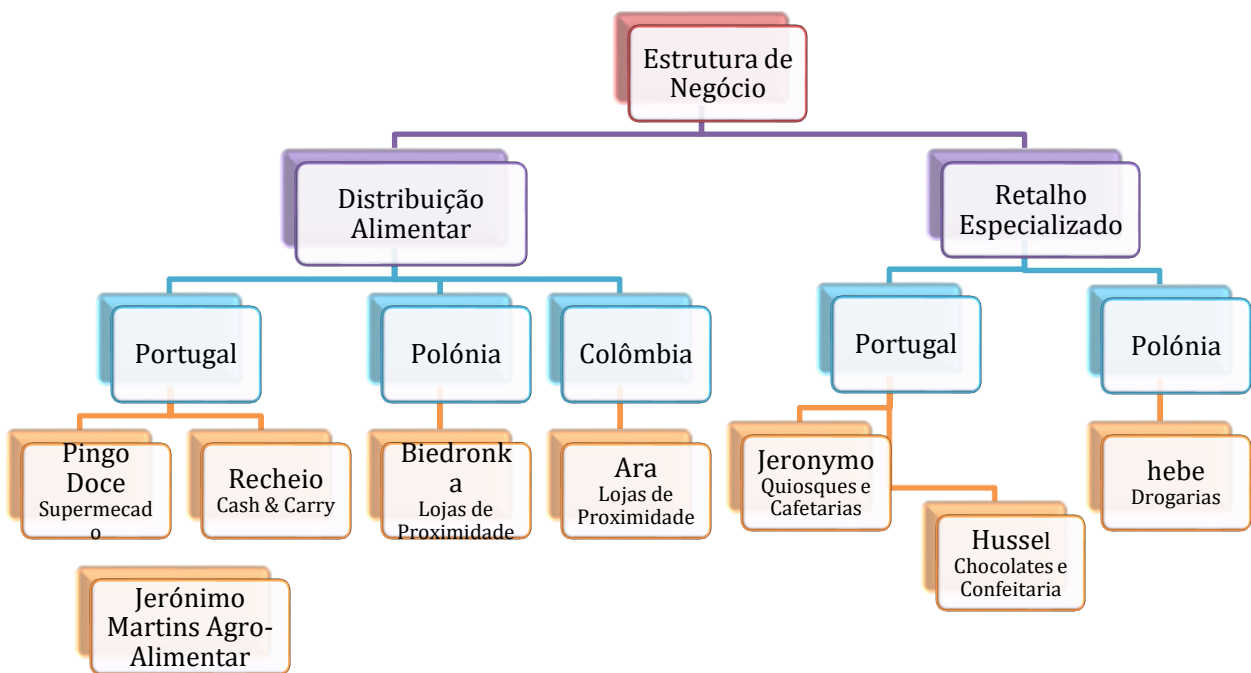 Estrutura de
Negócio
Distribuição
Alimentar
Retalho
Especializado
Portugal
Polónia
Colômbia
Portugal
Polónia
Pingo
Doce
Supermecad
o
Recheio
Cash & Carry
Biedronk
a
Lojas de
Proximidade
Ara
Lojas de
Proximidade
Jeronymo
Quiosques e
Cafetarias
hebe
Drogarias
Hussel
Chocolates e
Confeitaria
Jerónimo
Martins Agro-
Alimentar